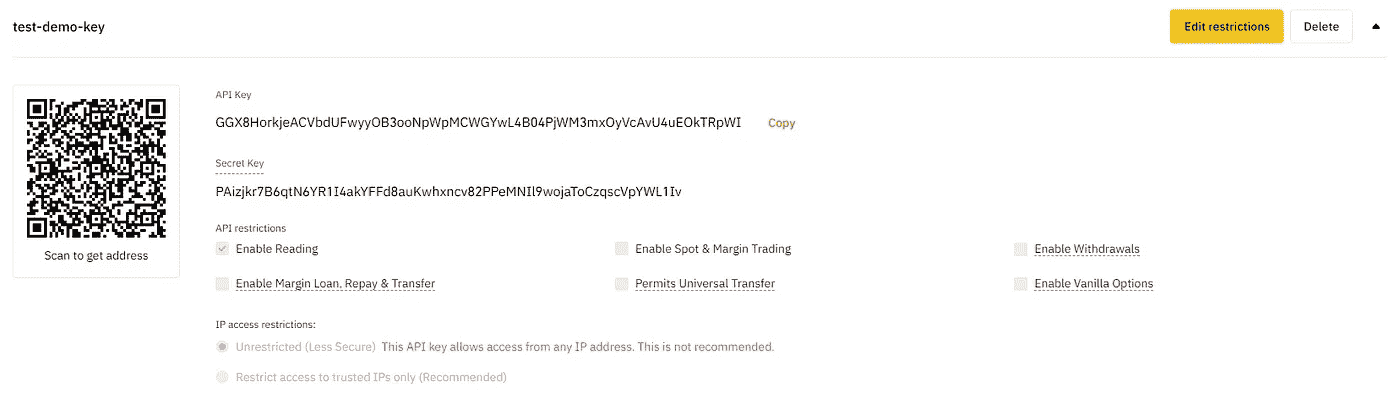 test-demo-key
Edit restrictions
Delete
API Key
GGX8HorkjeACVbdUFwyyOB3ooNpWpMCWGYwL4B04PjWM3mxOyVcAvU4uEOkTRpWI
Copy
Secret Key
PAizjkr7B6qtN6YR1I4akYFFd8auKwhxncv82PPeMNIl9wojaToCzqscVpYWL1Iv
API restrictions
Enable Reading
Enable Spot & Margin Trading
Enable Withdrawals
Enable Margin Loan, Repay & Transfer
Permits Universal Transfer
Enable Vanilla Options
Scan to get address
IP access restrictions:
Unrestricted (Less Secure) This API key allows access from any IP address. This is not recommended.
Restrict access to trusted IPs only (Recommended)